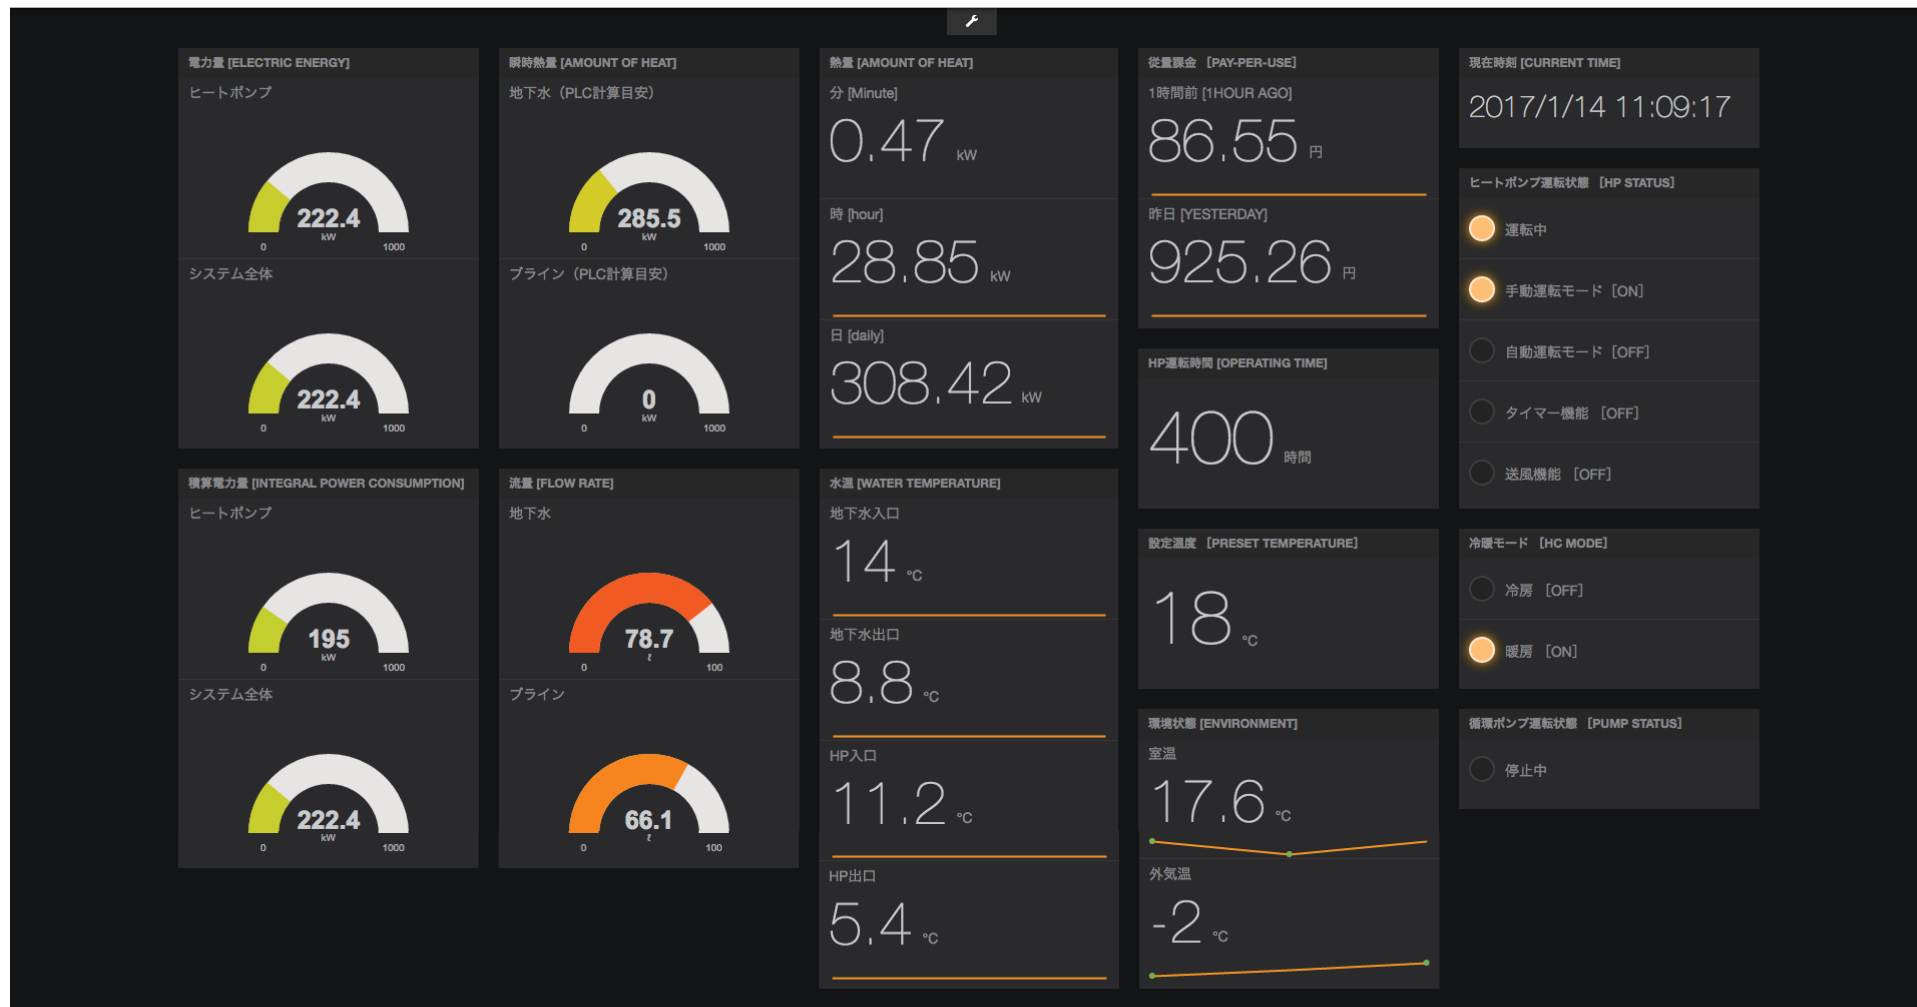 電力量 [ELECTRIC ENERGY]
ヒートポンプ
222.4
kW
0
1000
システム全体
222.4
kW
0
1000
積算電力量 [INTEGRAL POWER CONSUMPTION]
ヒートポンプ
195
kW
0
1000
システム全体
222.4
kW
0
1000
瞬時熱量 [AMOUNT OF HEAT]
地下水（PLC計算目安）
285.5
kW
0
1000
ブライン（PLC計算目安）
0
kW
0
1000
流量 [FLOW RATE]
地下水
78.7
ℓ
0
100
ブライン
66.1
ℓ
0
100
熱量 [AMOUNT OF HEAT]
分 [Minute]
0.47 kW
時 [hour]
28.85 kW
日 [daily]
308.42 kW
水温 [WATER TEMPERATURE]
地下水入口
14 °C
地下水出口
8.8 °C
HP入口
11.2 °C
HP出口
5.4 °C
従量課金 ［PAY-PER-USE］
1時間前 [1HOUR AGO]
86.55 円
昨日 [YESTERDAY]
925.26 円
HP運転時間 [OPERATING TIME]
400 時間
設定温度 ［PRESET TEMPERATURE］
18 °C
環境状態 [ENVIRONMENT]
室温
17.6 °C
外気温
-2 °C
現在時刻 [CURRENT TIME]
2017/1/14 11:09:17
ヒートポンプ運転状態 ［HP STATUS］
運転中
手動運転モード［ON］
自動運転モード［OFF］
タイマー機能 ［OFF］
送風機能 ［OFF］
冷暖モード ［HC MODE］
冷房 ［OFF］
暖房 ［ON］
循環ポンプ運転状態 ［PUMP STATUS］
停止中